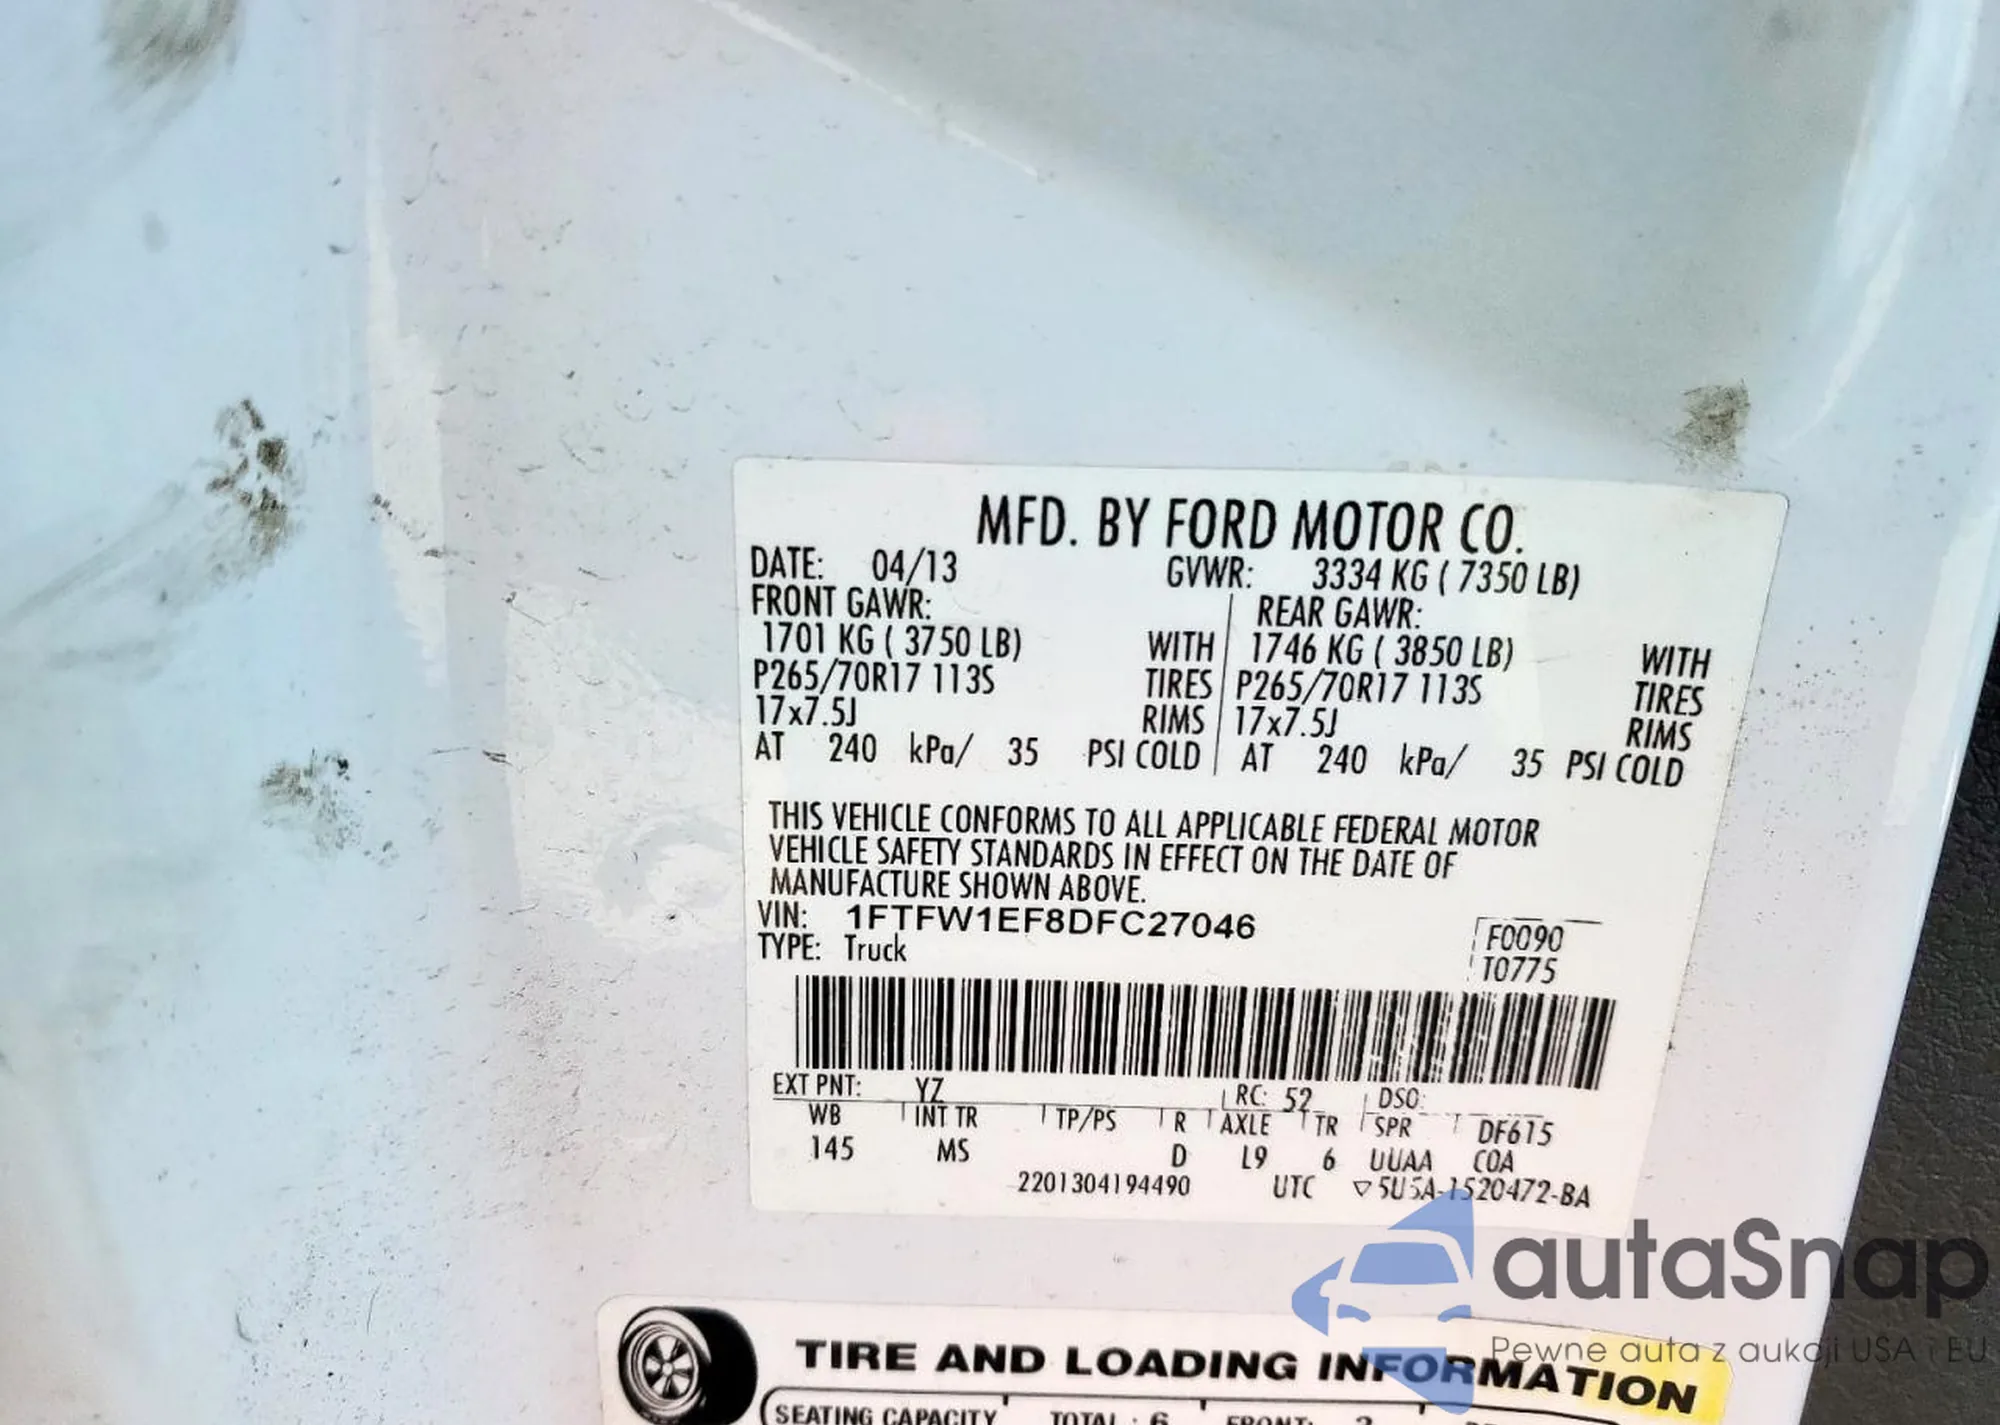 MFD. BY FORD MOTOR CO.
DATE: 04/13 GVWR: 3334 KG ( 7350 LB)
FRONT GAWR: REAR GAWR:
1701 KG ( 3750 LB) WITH 1746 KG ( 3850 LB) WITH
P265/70R17 113S TIRES P265/70R17 113S TIRES
17x7.5J RIMS 17x7.5J RIMS
AT 240 kPa/ 35 PSI COLD AT 240 kPa/ 35 PSI COLD
THIS VEHICLE CONFORMS TO ALL APPLICABLE FEDERAL MOTOR
VEHICLE SAFETY STANDARDS IN EFFECT ON THE DATE OF
MANUFACTURE SHOWN ABOVE.
VIN: 1FTFW1EF8DFC27046 F0090
TYPE: Truck T0775
EXT PNT: YZ RC: 52 DSO:
WB INT TR TP/PS R AXLE TR SPR DF615
145 MS D L9 6 UUAA COA
2201304194490 UTC ▽5U5A-1520472-BA
autaSnap
Pewne auta z aukcji USA i EU
TIRE AND LOADING INFORMATION
SEATING CAPACITY TOTAL : 6 FRONT: